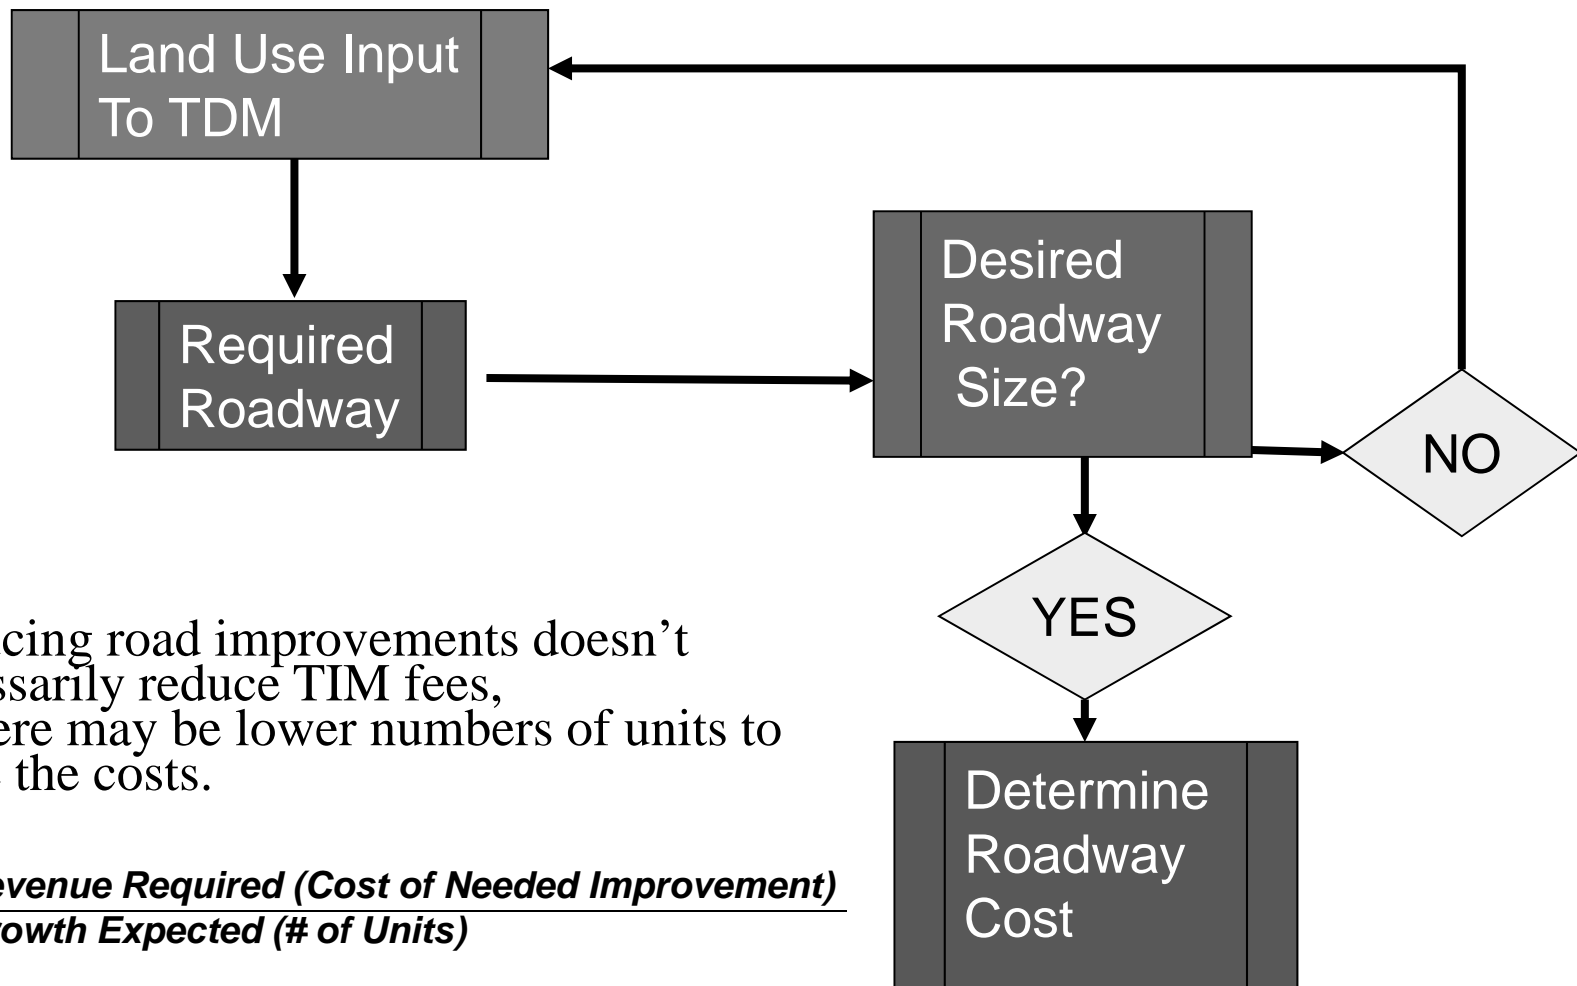 Land Use Input
To TDM
Required
Roadway
Desired
Roadway
Size?
NO
YES
road improvements doesn't
reduce TIM fees,
may be lower numbers of units to
the costs.
Required (Cost of Needed Improvement)
Expected (# of Units)
Determine
Roadway
Cost